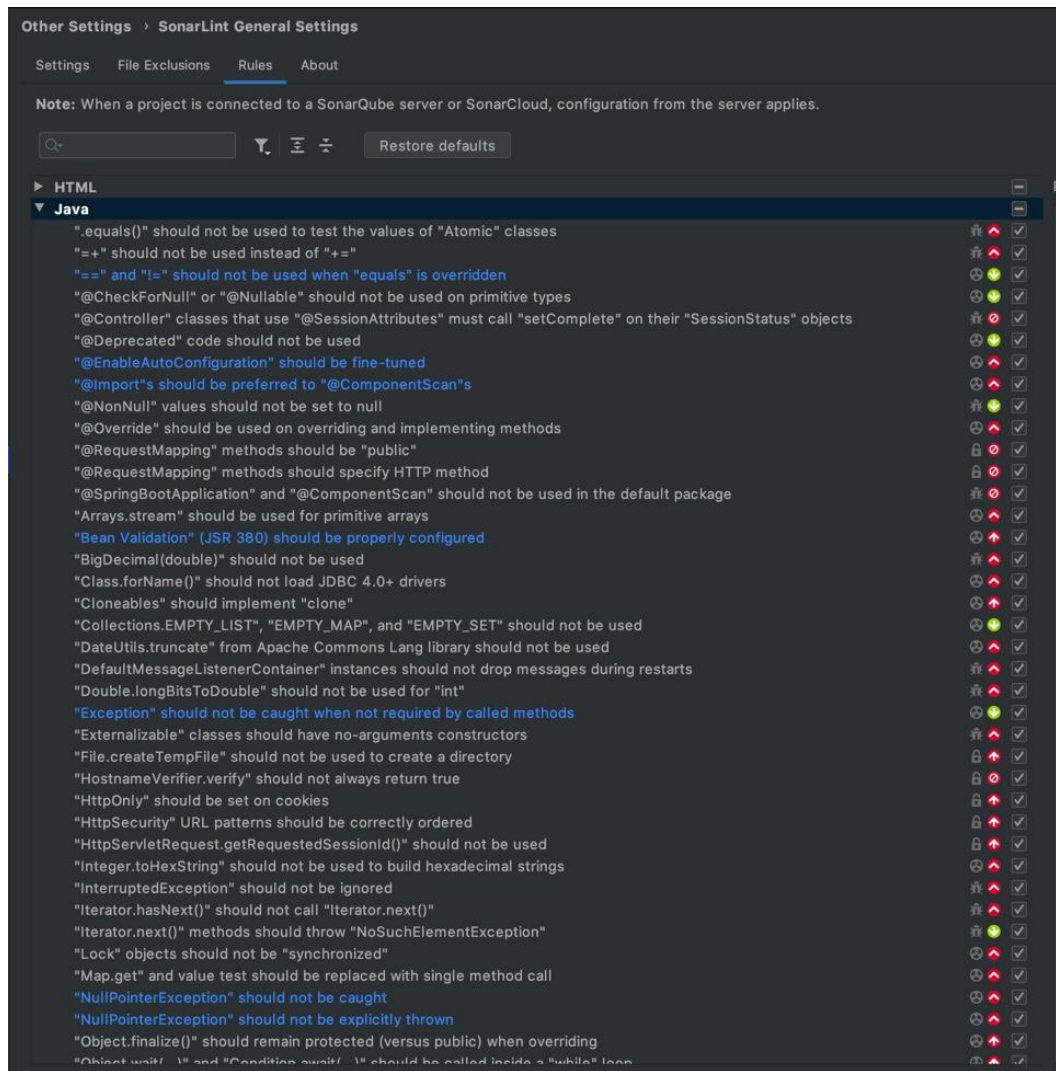 Other Settings › SonarLint General Settings
Settings File Exclusions Rules About
Note: When a project is connected to a SonarQube server or SonarCloud, configuration from the server applies.
Restore defaults
HTML
Java
".equals()" should not be used to test the values of "Atomic" classes
"=+" should not be used instead of "+="
"==" and "!=" should not be used when "equals" is overridden
"@CheckForNull" or "@Nullable" should not be used on primitive types
"@Controller" classes that use "@SessionAttributes" must call "setComplete" on their "SessionStatus" objects
"@Deprecated" code should not be used
"@EnableAutoConfiguration" should be fine-tuned
"@Import"s should be preferred to "@ComponentScan"s
"@NonNull" values should not be set to null
"@Override" should be used on overriding and implementing methods
"@RequestMapping" methods should be "public"
"@RequestMapping" methods should specify HTTP method
"@SpringBootApplication" and "@ComponentScan" should not be used in the default package
"Arrays.stream" should be used for primitive arrays
"Bean Validation" (JSR 380) should be properly configured
"BigDecimal(double)" should not be used
"Class.forName()" should not load JDBC 4.0+ drivers
"Cloneables" should implement "clone"
"Collections.EMPTY_LIST", "EMPTY_MAP", and "EMPTY_SET" should not be used
"DateUtils.truncate" from Apache Commons Lang library should not be used
"DefaultMessageListenerContainer" instances should not drop messages during restarts
"Double.longBitsToDouble" should not be used for "int"
"Exception" should not be caught when not required by called methods
"Externalizable" classes should have no-arguments constructors
"File.createTempFile" should not be used to create a directory
"HostnameVerifier.verify" should not always return true
"HttpOnly" should be set on cookies
"HttpSecurity" URL patterns should be correctly ordered
"HttpServletRequest.getRequestedSessionId()" should not be used
"Integer.toHexString" should not be used to build hexadecimal strings
"InterruptedException" should not be ignored
"Iterator.hasNext()" should not call "Iterator.next()"
"Iterator.next()" methods should throw "NoSuchElementException"
"Lock" objects should not be "synchronized"
"Map.get" and value test should be replaced with single method call
"NullPointerException" should not be caught
"NullPointerException" should not be explicitly thrown
"Object.finalize()" should remain protected (versus public) when overriding
"Object.wait(...)" and "Condition.await(...)" should be called inside a "while" loop